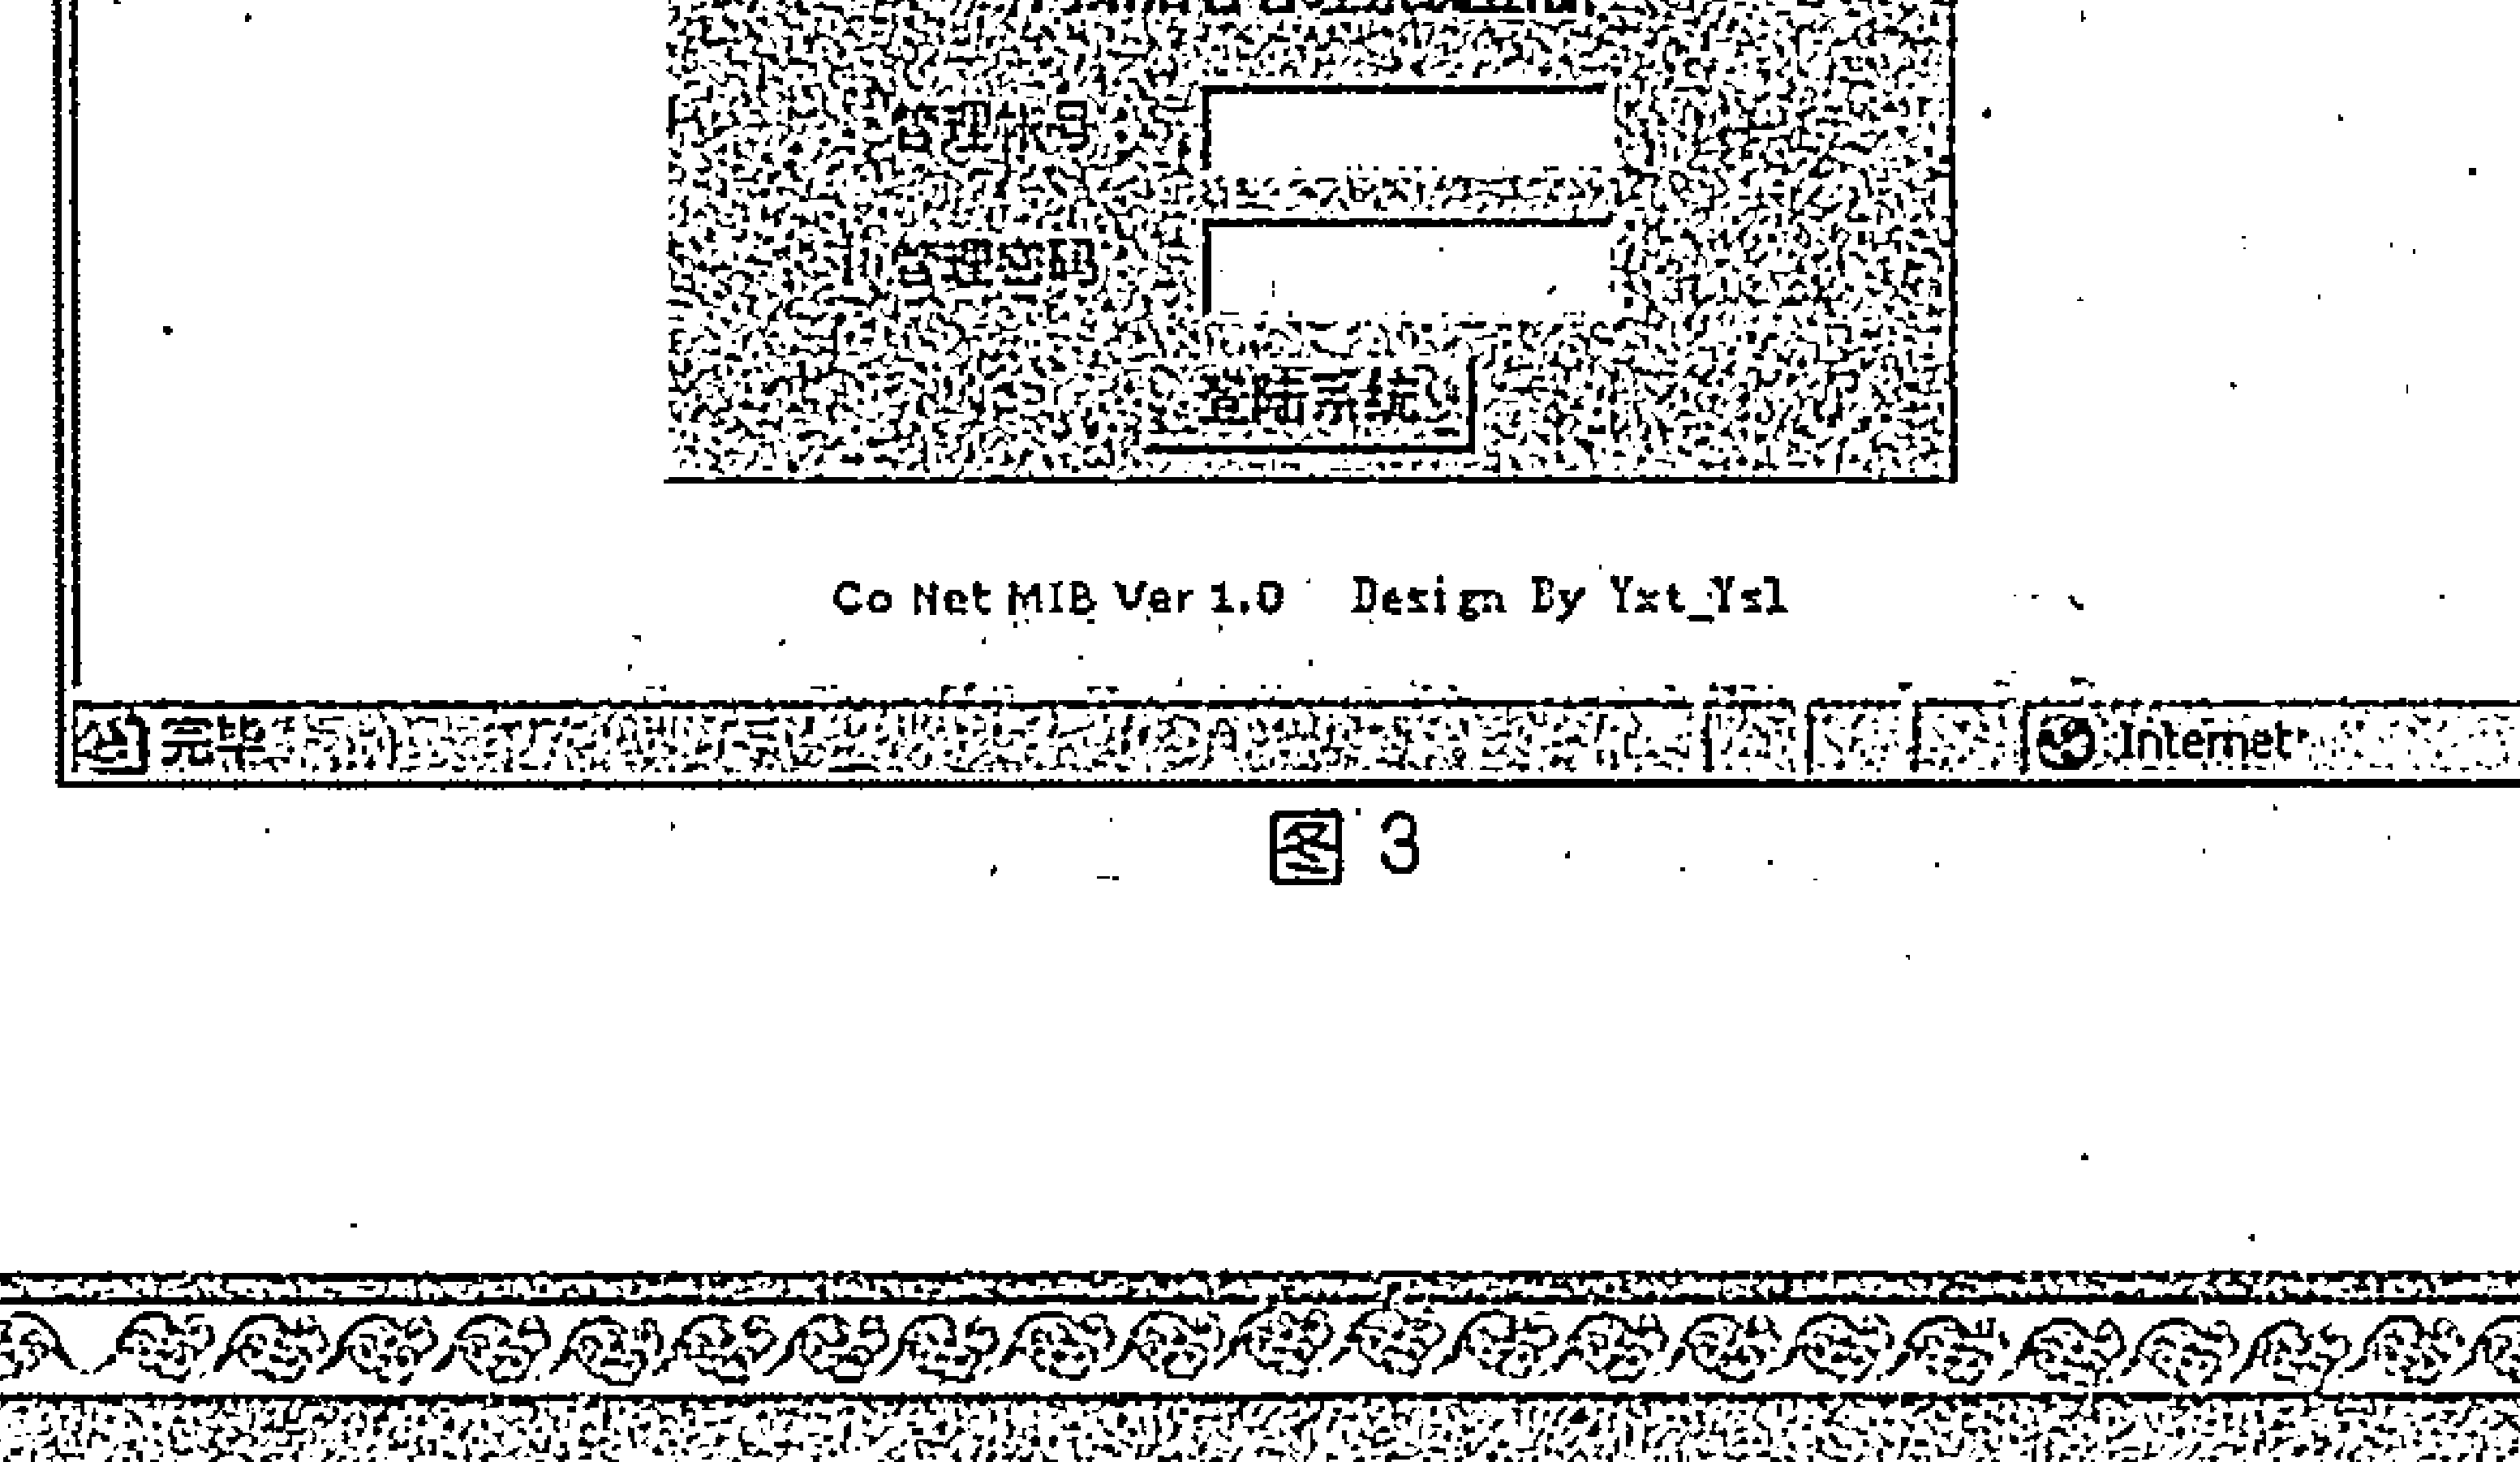 管理帐号
管理密码
登陆系统
Co Net MIB Ver 1.0 Design By Yxt_Ysl
完毕 Internet
图 3